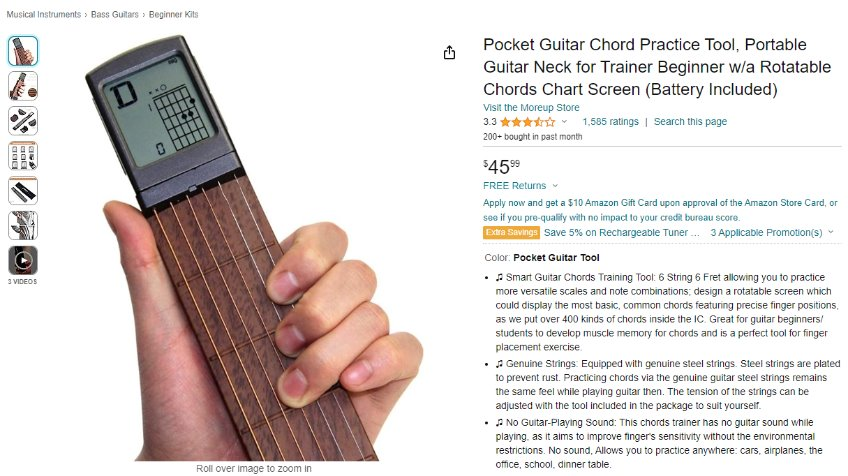 Musical Instruments › Bass Guitars › Beginner Kits
D
1
0
3 VIDEOS
Roll over image to zoom in
Pocket Guitar Chord Practice Tool, Portable
Guitar Neck for Trainer Beginner w/a Rotatable
Chords Chart Screen (Battery Included)
Visit the Moreup Store
3.3 1,585 ratings | Search this page
200+ bought in past month
$45.99
FREE Returns
Apply now and get a $10 Amazon Gift Card upon approval of the Amazon Store Card, or
see if you pre-qualify with no impact to your credit bureau score.
Extra Savings Save 5% on Rechargeable Tuner ... 3 Applicable Promotion(s)
Color: Pocket Guitar Tool
• ♫ Smart Guitar Chords Training Tool: 6 String 6 Fret allowing you to practice
more versatile scales and note combinations; design a rotatable screen which
could display the most basic, common chords featuring precise finger positions,
as we put over 400 kinds of chords inside the IC. Great for guitar beginners/
students to develop muscle memory for chords and is a perfect tool for finger
placement exercise.
• ♫ Genuine Strings: Equipped with genuine steel strings. Steel strings are plated
to prevent rust. Practicing chords via the genuine guitar steel strings remains
the same feel while playing guitar then. The tension of the strings can be
adjusted with the tool included in the package to suit yourself.
• ♫ No Guitar-Playing Sound: This chords trainer has no guitar sound while
playing, as it aims to improve finger's sensitivity without the environmental
restrictions. No sound, Allows you to practice anywhere: cars, airplanes, the
office, school, dinner table.